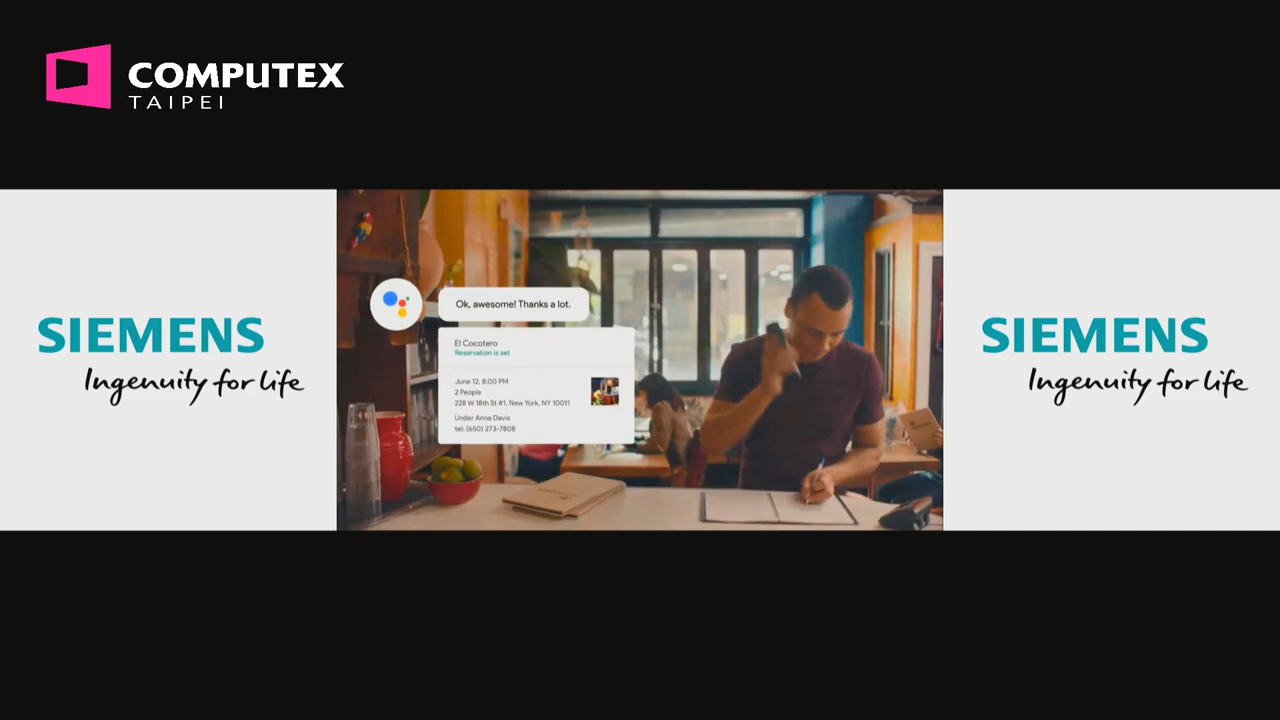 COMPUTEX
TAIPEI
SIEMENS
Ingenuity for life
Ok, awesome! Thanks a lot.
El Cocotero
Reservation is set
June 12, 8:00 PM
2 People
228 W 18th St #1, New York, NY 10011
Under Anna Davis
tel: (650) 273-7808
SIEMENS
Ingenuity for life